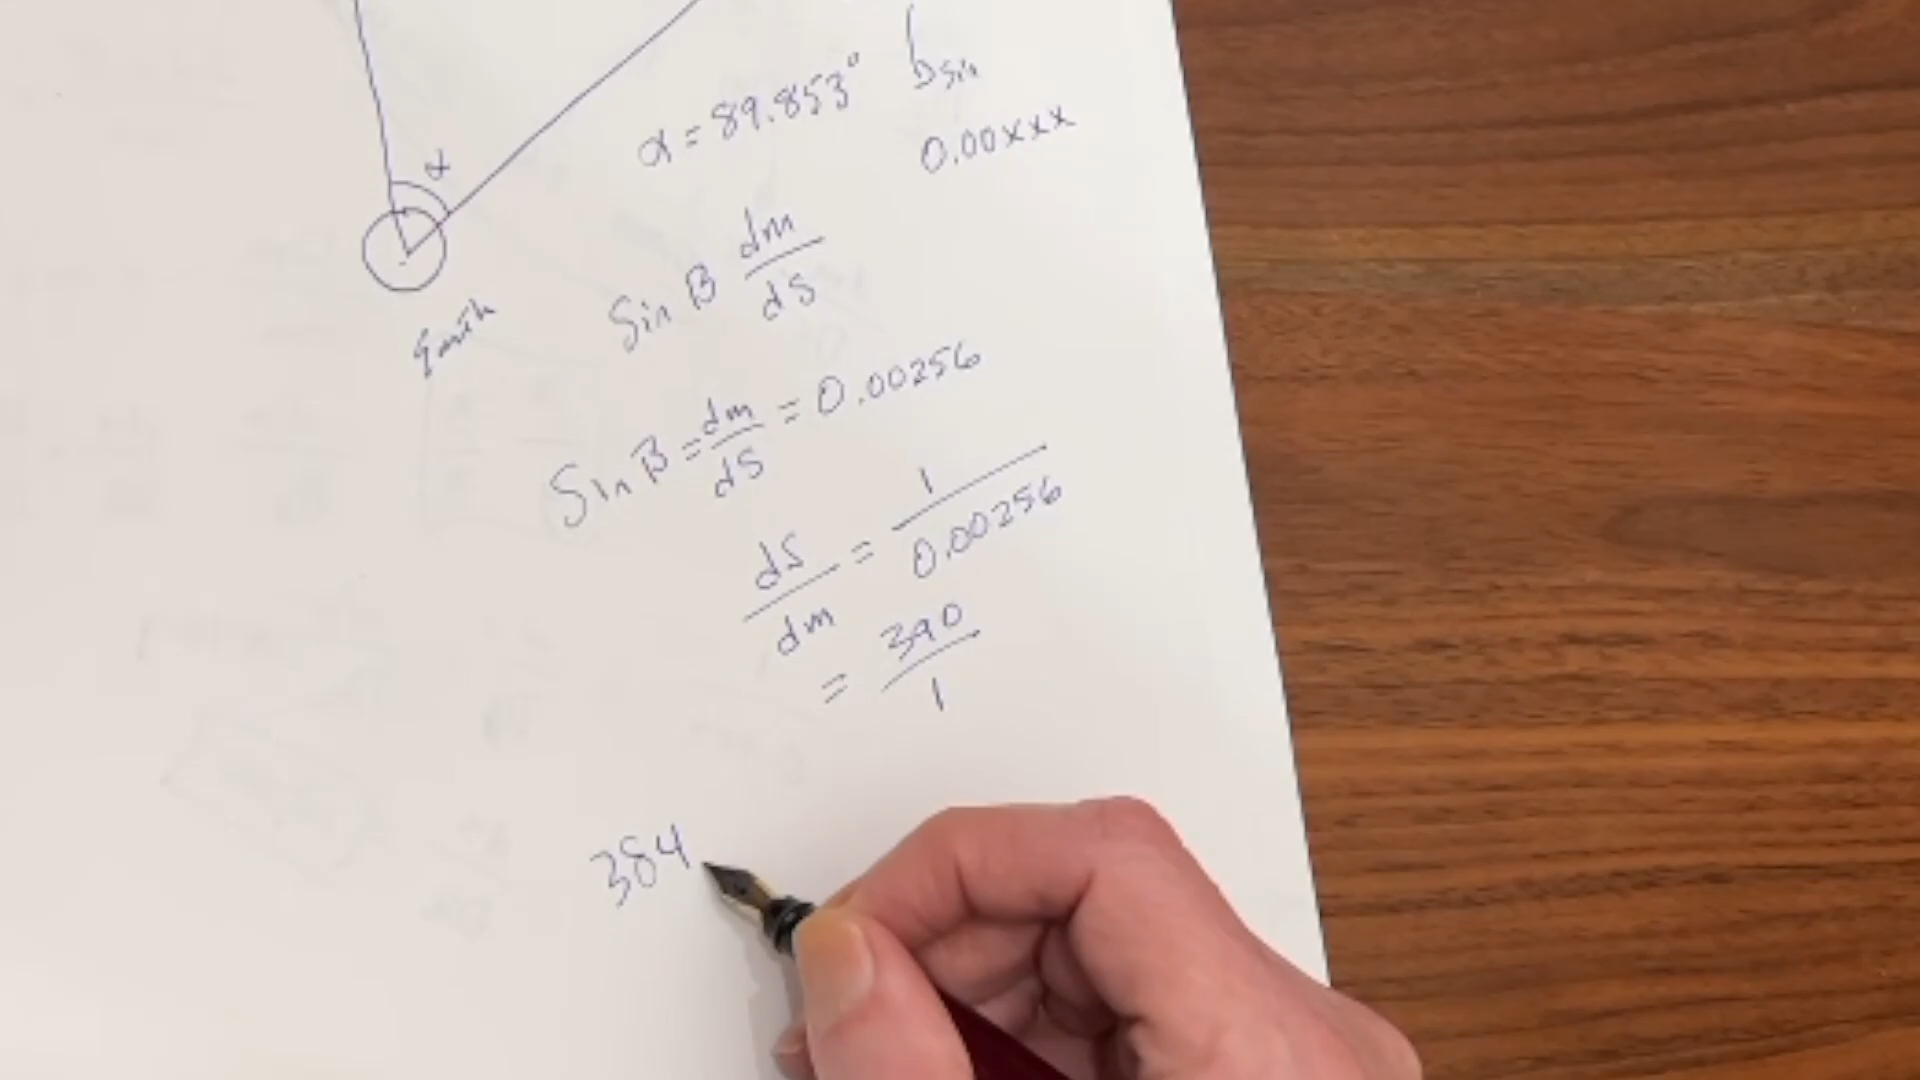 α = 89.853°
sin
0.00xxx
α
Sin B dm/ds
Earth
Sin B = dm/ds = 0.00256
ds/dm = 1/0.00256
= 390/1
384